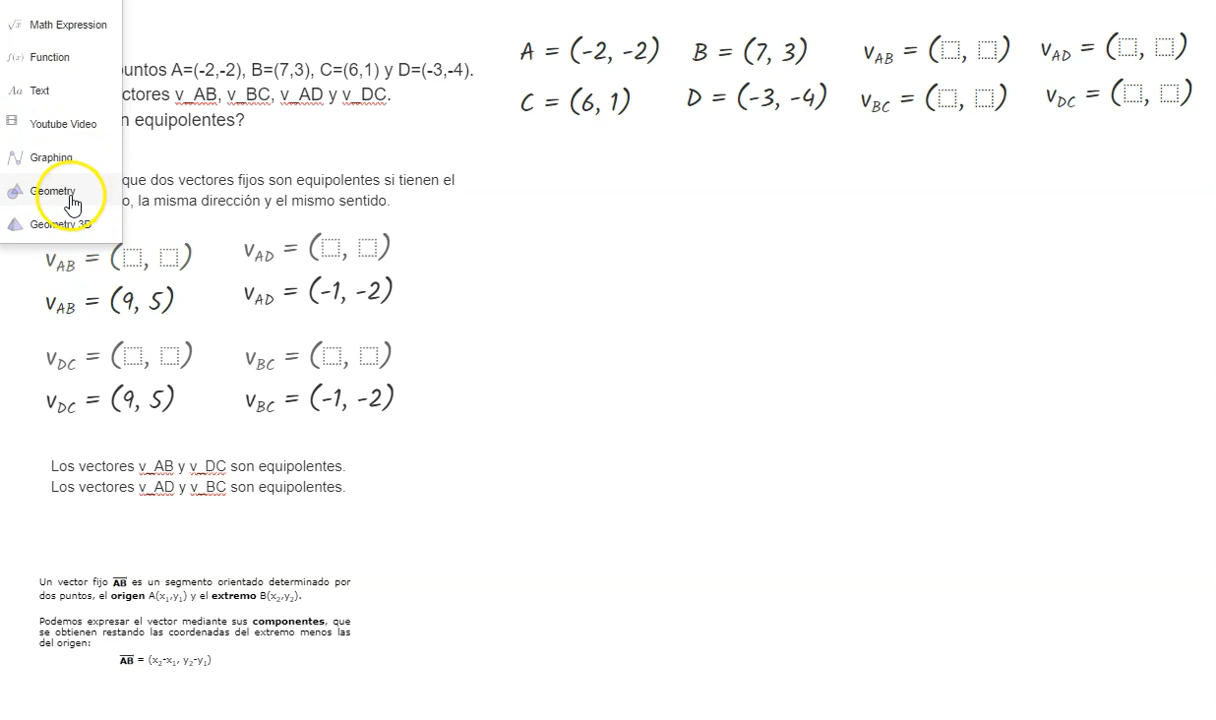 Math Expression
f(x) Function
Aa Text
Youtube Video
Graphing
Geometry
Geometry 3D
untos A=(-2,-2), B=(7,3), C=(6,1) y D=(-3,-4).
ctores v_AB, v_BC, v_AD y v_DC.
n equipolentes?
que dos vectores fijos son equipolentes si tienen el
o, la misma dirección y el mismo sentido.
A = (-2, -2) B = (7, 3) v_AB = (□, □) v_AD = (□, □)
C = (6, 1) D = (-3, -4) v_BC = (□, □) v_DC = (□, □)
v_AB = (□, □) v_AD = (□, □)
v_AB = (9, 5) v_AD = (-1, -2)
v_DC = (□, □) v_BC = (□, □)
v_DC = (9, 5) v_BC = (-1, -2)
Los vectores v_AB y v_DC son equipolentes.
Los vectores v_AD y v_BC son equipolentes.
Un vector fijo AB es un segmento orientado determinado por
dos puntos, el origen A(x₁,y₁) y el extremo B(x₂,y₂).
Podemos expresar el vector mediante sus componentes, que
se obtienen restando las coordenadas del extremo menos las
del origen:
AB = (x₂-x₁, y₂-y₁)